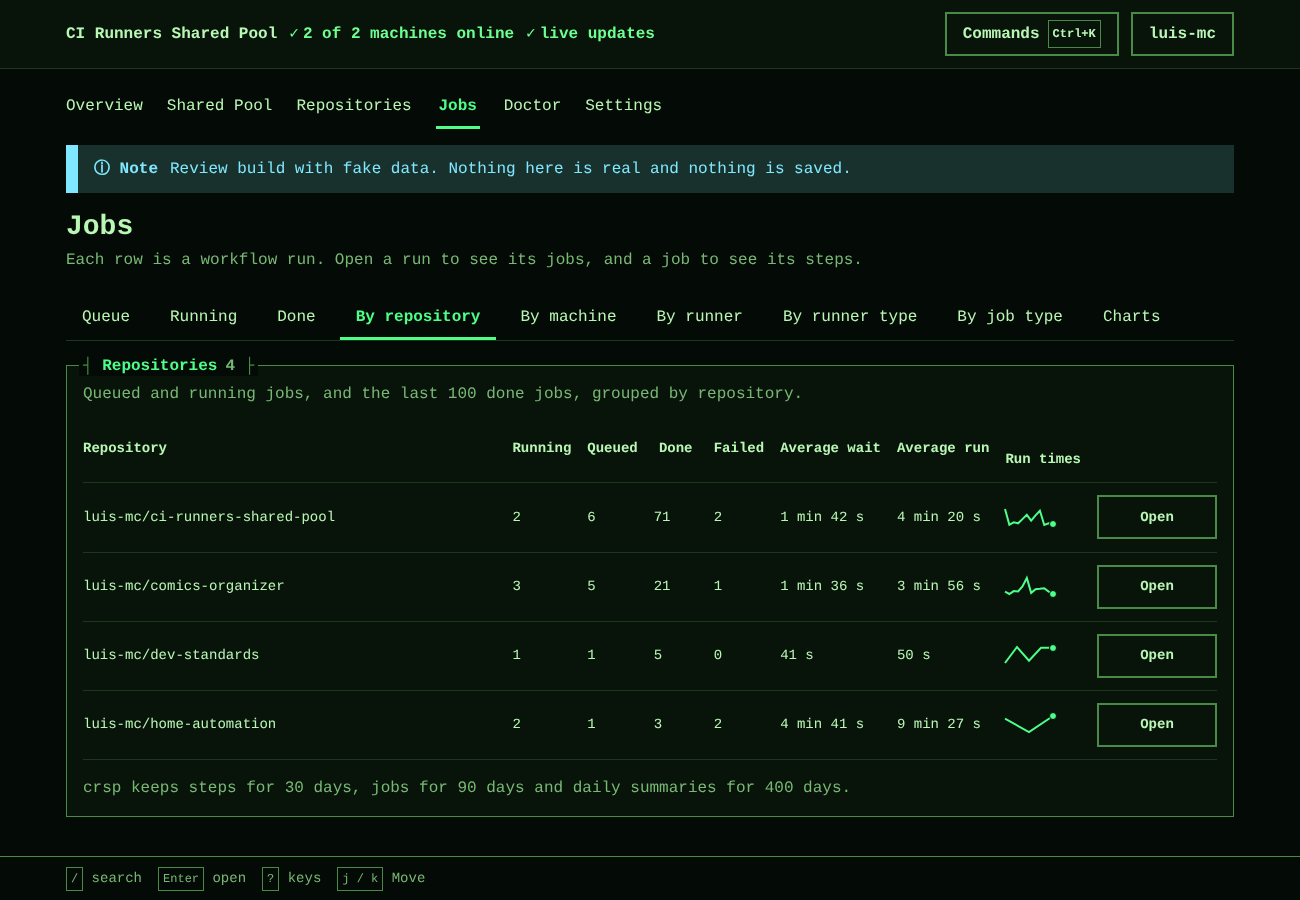 CI Runners Shared Pool ✓ 2 of 2 machines online ✓ live updates Commands Ctrl+K luis-mc
Overview Shared Pool Repositories Jobs Doctor Settings
ⓘ Note Review build with fake data. Nothing here is real and nothing is saved.
Jobs
Each row is a workflow run. Open a run to see its jobs, and a job to see its steps.
Queue Running Done By repository By machine By runner By runner type By job type Charts
┤ Repositories 4 ├
Queued and running jobs, and the last 100 done jobs, grouped by repository.
Repository Running Queued Done Failed Average wait Average run Run times
luis-mc/ci-runners-shared-pool 2 6 71 2 1 min 42 s 4 min 20 s Open
luis-mc/comics-organizer 3 5 21 1 1 min 36 s 3 min 56 s Open
luis-mc/dev-standards 1 1 5 0 41 s 50 s Open
luis-mc/home-automation 2 1 3 2 4 min 41 s 9 min 27 s Open
crsp keeps steps for 30 days, jobs for 90 days and daily summaries for 400 days.
/ search Enter open ? keys j / k Move